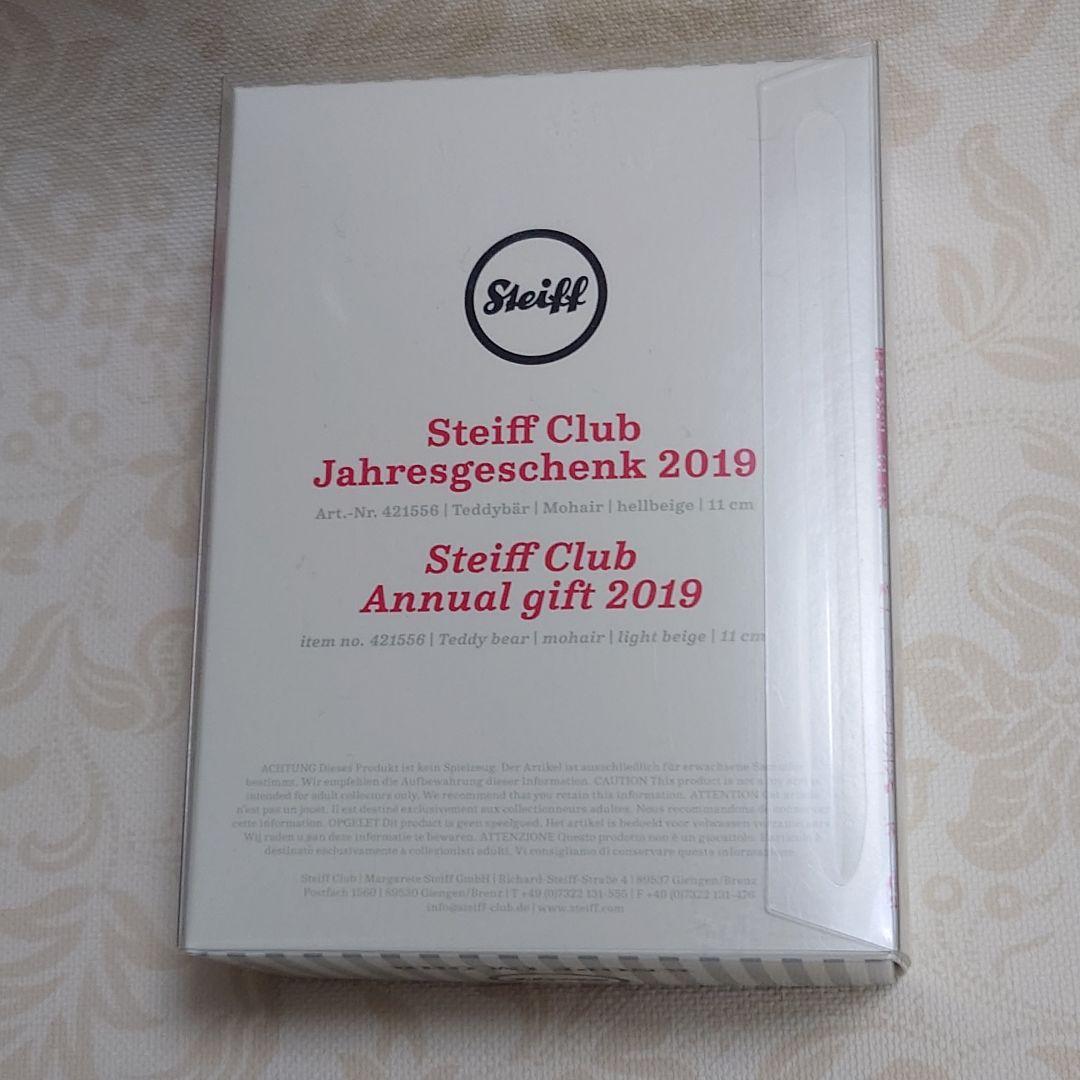 Steiff
Steiff Club
Jahresgeschenk 2019
Art.-Nr. 421556 | Teddybär | Mohair | hellbeige | 11 cm
Steiff Club
Annual gift 2019
item no. 421556 | Teddy bear | mohair | light beige | 11 cm
ACHTUNG Dieses Produkt ist kein Spielzeug. Der Artikel ist ausschließlich für erwachsene
bestimmt. Wir empfehlen die Aufbewahrung dieser Information. CAUTION This product is not a
intended for adult collectors only. We recommend that you retain this information. ATTENTION
n'est pas un jouet. Il est destiné exclusivement aux collectionneurs adultes. Nous recommandons de conserver
cette information. OPGELET Dit product is geen speelgoed. Het artikel is bedoeld voor volwassen
Wij raden u aan deze informatie te bewaren. ATTENZIONE Questo prodotto non è un giocattolo. L'articolo è
destinato esclusivamente a collezionisti adulti. Vi consigliamo di conservare queste informazioni.
Steiff Club | Margarete Steiff GmbH | Richard-Steiff-Straße 4 | 89537 Giengen/Brenz
Postfach 1560 | 89530 Giengen/Brenz | T +49 (0)7322 131-555 | F +49 (0)7322 131-476
info@steiff-club.de | www.steiff.com